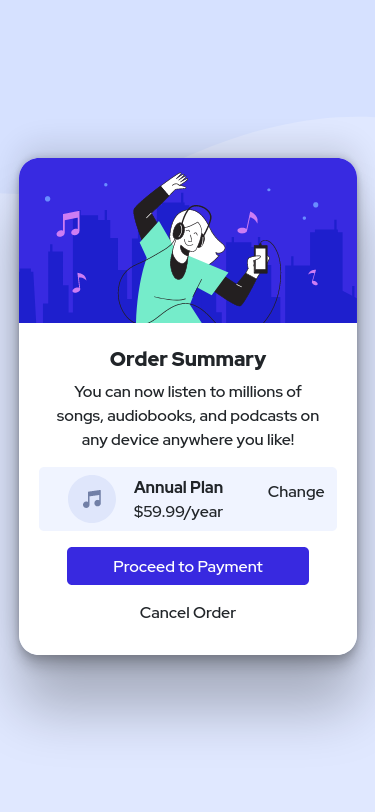 Order Summary
You can now listen to millions of
songs, audiobooks, and podcasts on
any device anywhere you like!
Annual Plan
$59.99/year
Change
Proceed to Payment
Cancel Order